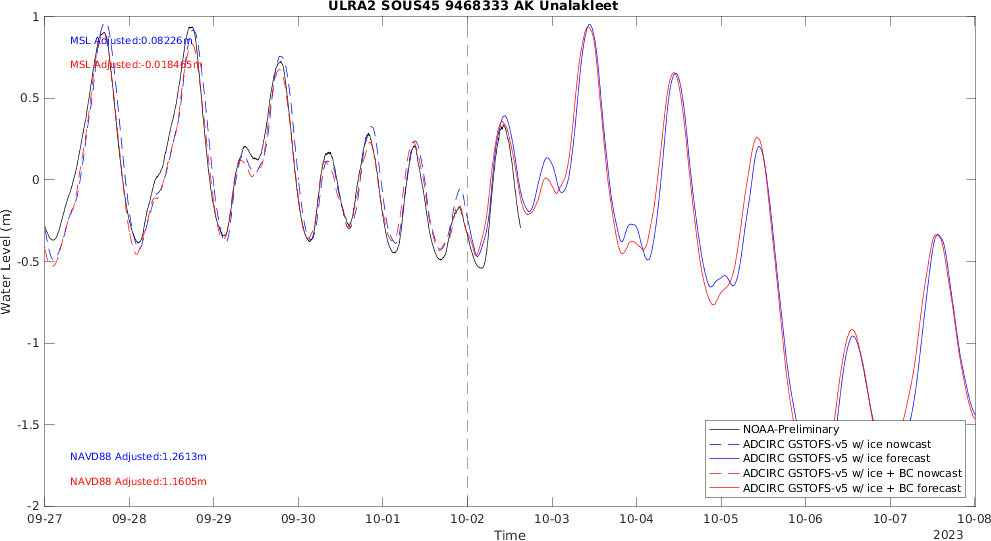 ULRA2 SOUS45 9468333 AK Unalakleet
1
MSL Adjusted:0.08226m
MSL Adjusted:-0.018465m
0.5
0
-0.5
-1
-1.5
-2
Water Level (m)
NAVD88 Adjusted:1.2613m
NAVD88 Adjusted:1.1605m
NOAA-Preliminary
ADCIRC GSTOFS-v5 w/ ice nowcast
ADCIRC GSTOFS-v5 w/ ice forecast
ADCIRC GSTOFS-v5 w/ ice + BC nowcast
ADCIRC GSTOFS-v5 w/ ice + BC forecast
09-27 09-28 09-29 09-30 10-01 10-02 10-03 10-04 10-05 10-06 10-07 10-08
Time
2023